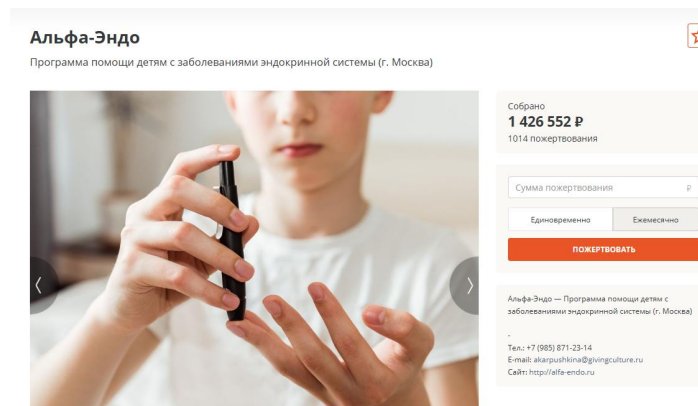 Альфа-Эндо
Программа помощи детям с заболеваниями эндокринной системы (г. Москва)
Собрано
1 426 552 ₽
1014 пожертвования
Сумма пожертвования ₽
Единовременно Ежемесячно
ПОЖЕРТВОВАТЬ
Альфа-Эндо — Программа помощи детям с
заболеваниями эндокринной системы (г. Москва)
-
Тел.: +7 (985) 871-23-14
E-mail: akarpushkina@givingculture.ru
Сайт: http://alfa-endo.ru